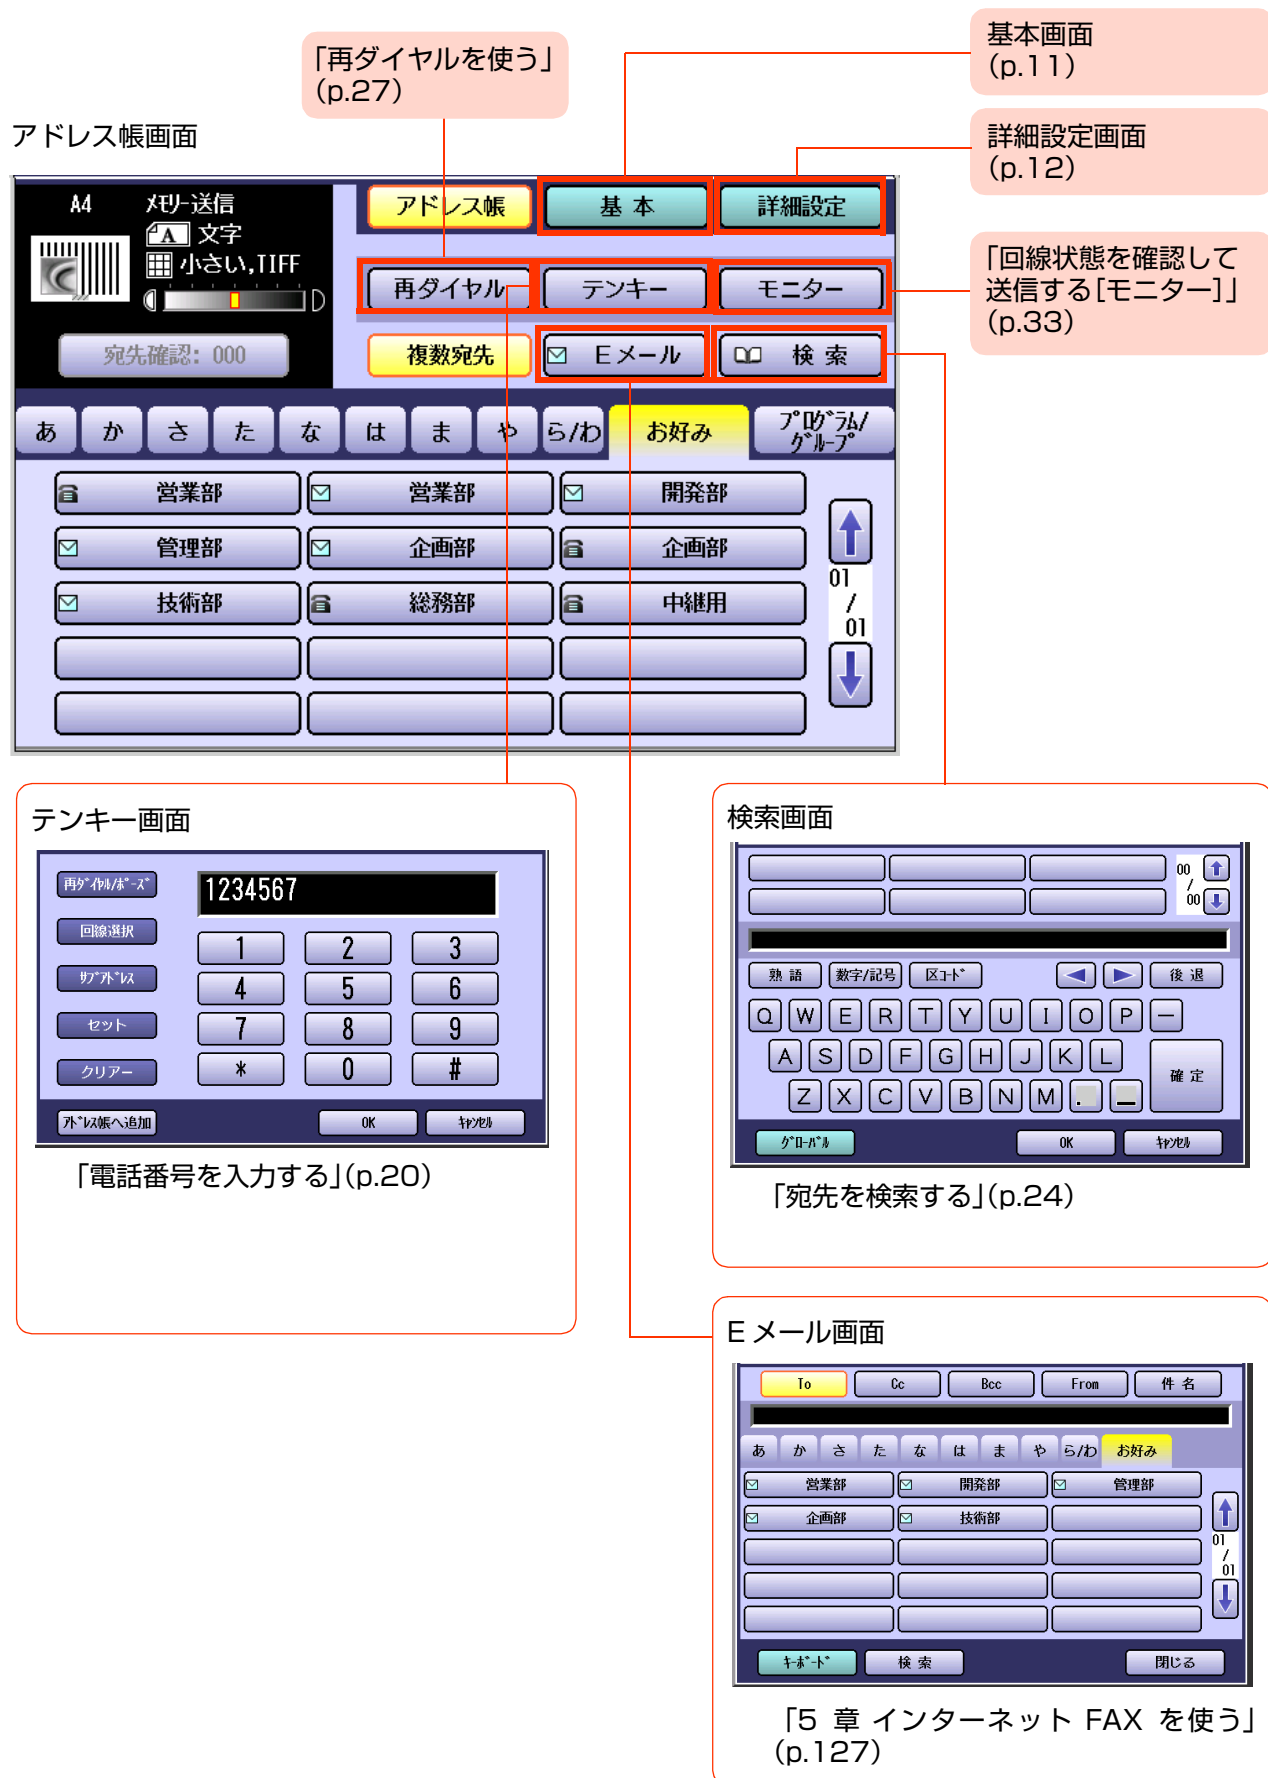 「再ダイヤルを使う」
(p.27)
基本画面
(p.11)
アドレス帳画面
詳細設定画面
(p.12)
A4 メモリー送信
A 文字
小さい,TIFF
宛先確認: 000
アドレス帳 基 本 詳細設定
再ダイヤル テンキー モニター
複数宛先 Eメール 検 索
「回線状態を確認して
送信する[モニター]」
(p.33)
あ か さ た な は ま や ら/わ お好み プログラム/
グループ
営業部 営業部 開発部
管理部 企画部 企画部
技術部 総務部 中継用
01
/
01
テンキー画面
再ダイヤル/ポーズ
1234567
回線選択
サブアドレス
セット
クリアー
1 2 3
4 5 6
7 8 9
* 0 #
アドレス帳へ追加 OK キャンセル
「電話番号を入力する」(p.20)
検索画面
00
/
00
熟 語 数字/記号 区コード 後 退
Q W E R T Y U I O P —
A S D F G H J K L
Z X C V B N M . _
確 定
グローバル OK キャンセル
「宛先を検索する」(p.24)
E メール画面
To Cc Bcc From 件 名
あ か さ た な は ま や ら/わ お好み
営業部 開発部 管理部
企画部 技術部
01
/
01
キーボード 検 索 閉じる
「5 章 インターネット FAX を使う」
(p.127)